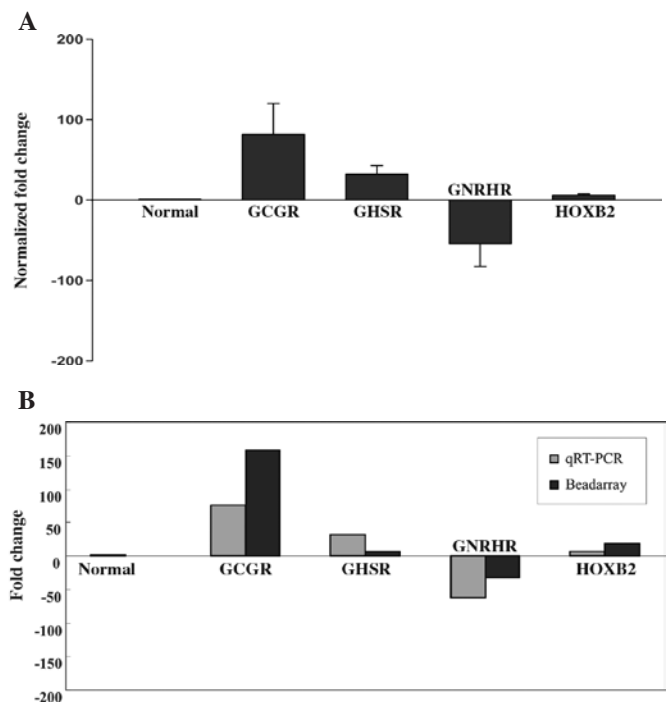 A
200
100
0
-100
-200
Normalized fold change
Normal
GCGR
GHSR
GNRHR
HOXB2
B
200
150
100
50
0
-50
-100
-150
-200
Fold change
Normal
GCGR
GHSR
GNRHR
HOXB2
qRT-PCR
Beadarray